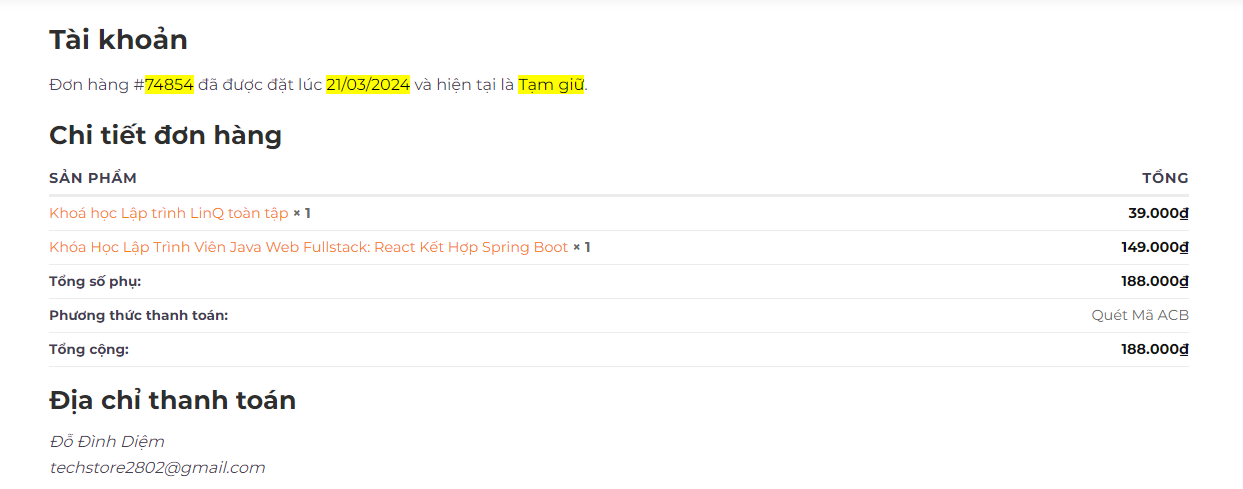 Tài khoản
Đơn hàng #74854 đã được đặt lúc 21/03/2024 và hiện tại là Tạm giữ.
Chi tiết đơn hàng
SẢN PHẨM TỔNG
Khoá học Lập trình LinQ toàn tập × 1 39.000₫
Khóa Học Lập Trình Viên Java Web Fullstack: React Kết Hợp Spring Boot × 1 149.000₫
Tổng số phụ: 188.000₫
Phương thức thanh toán: Quét Mã ACB
Tổng cộng: 188.000₫
Địa chỉ thanh toán
Đỗ Đình Diệm
techstore2802@gmail.com